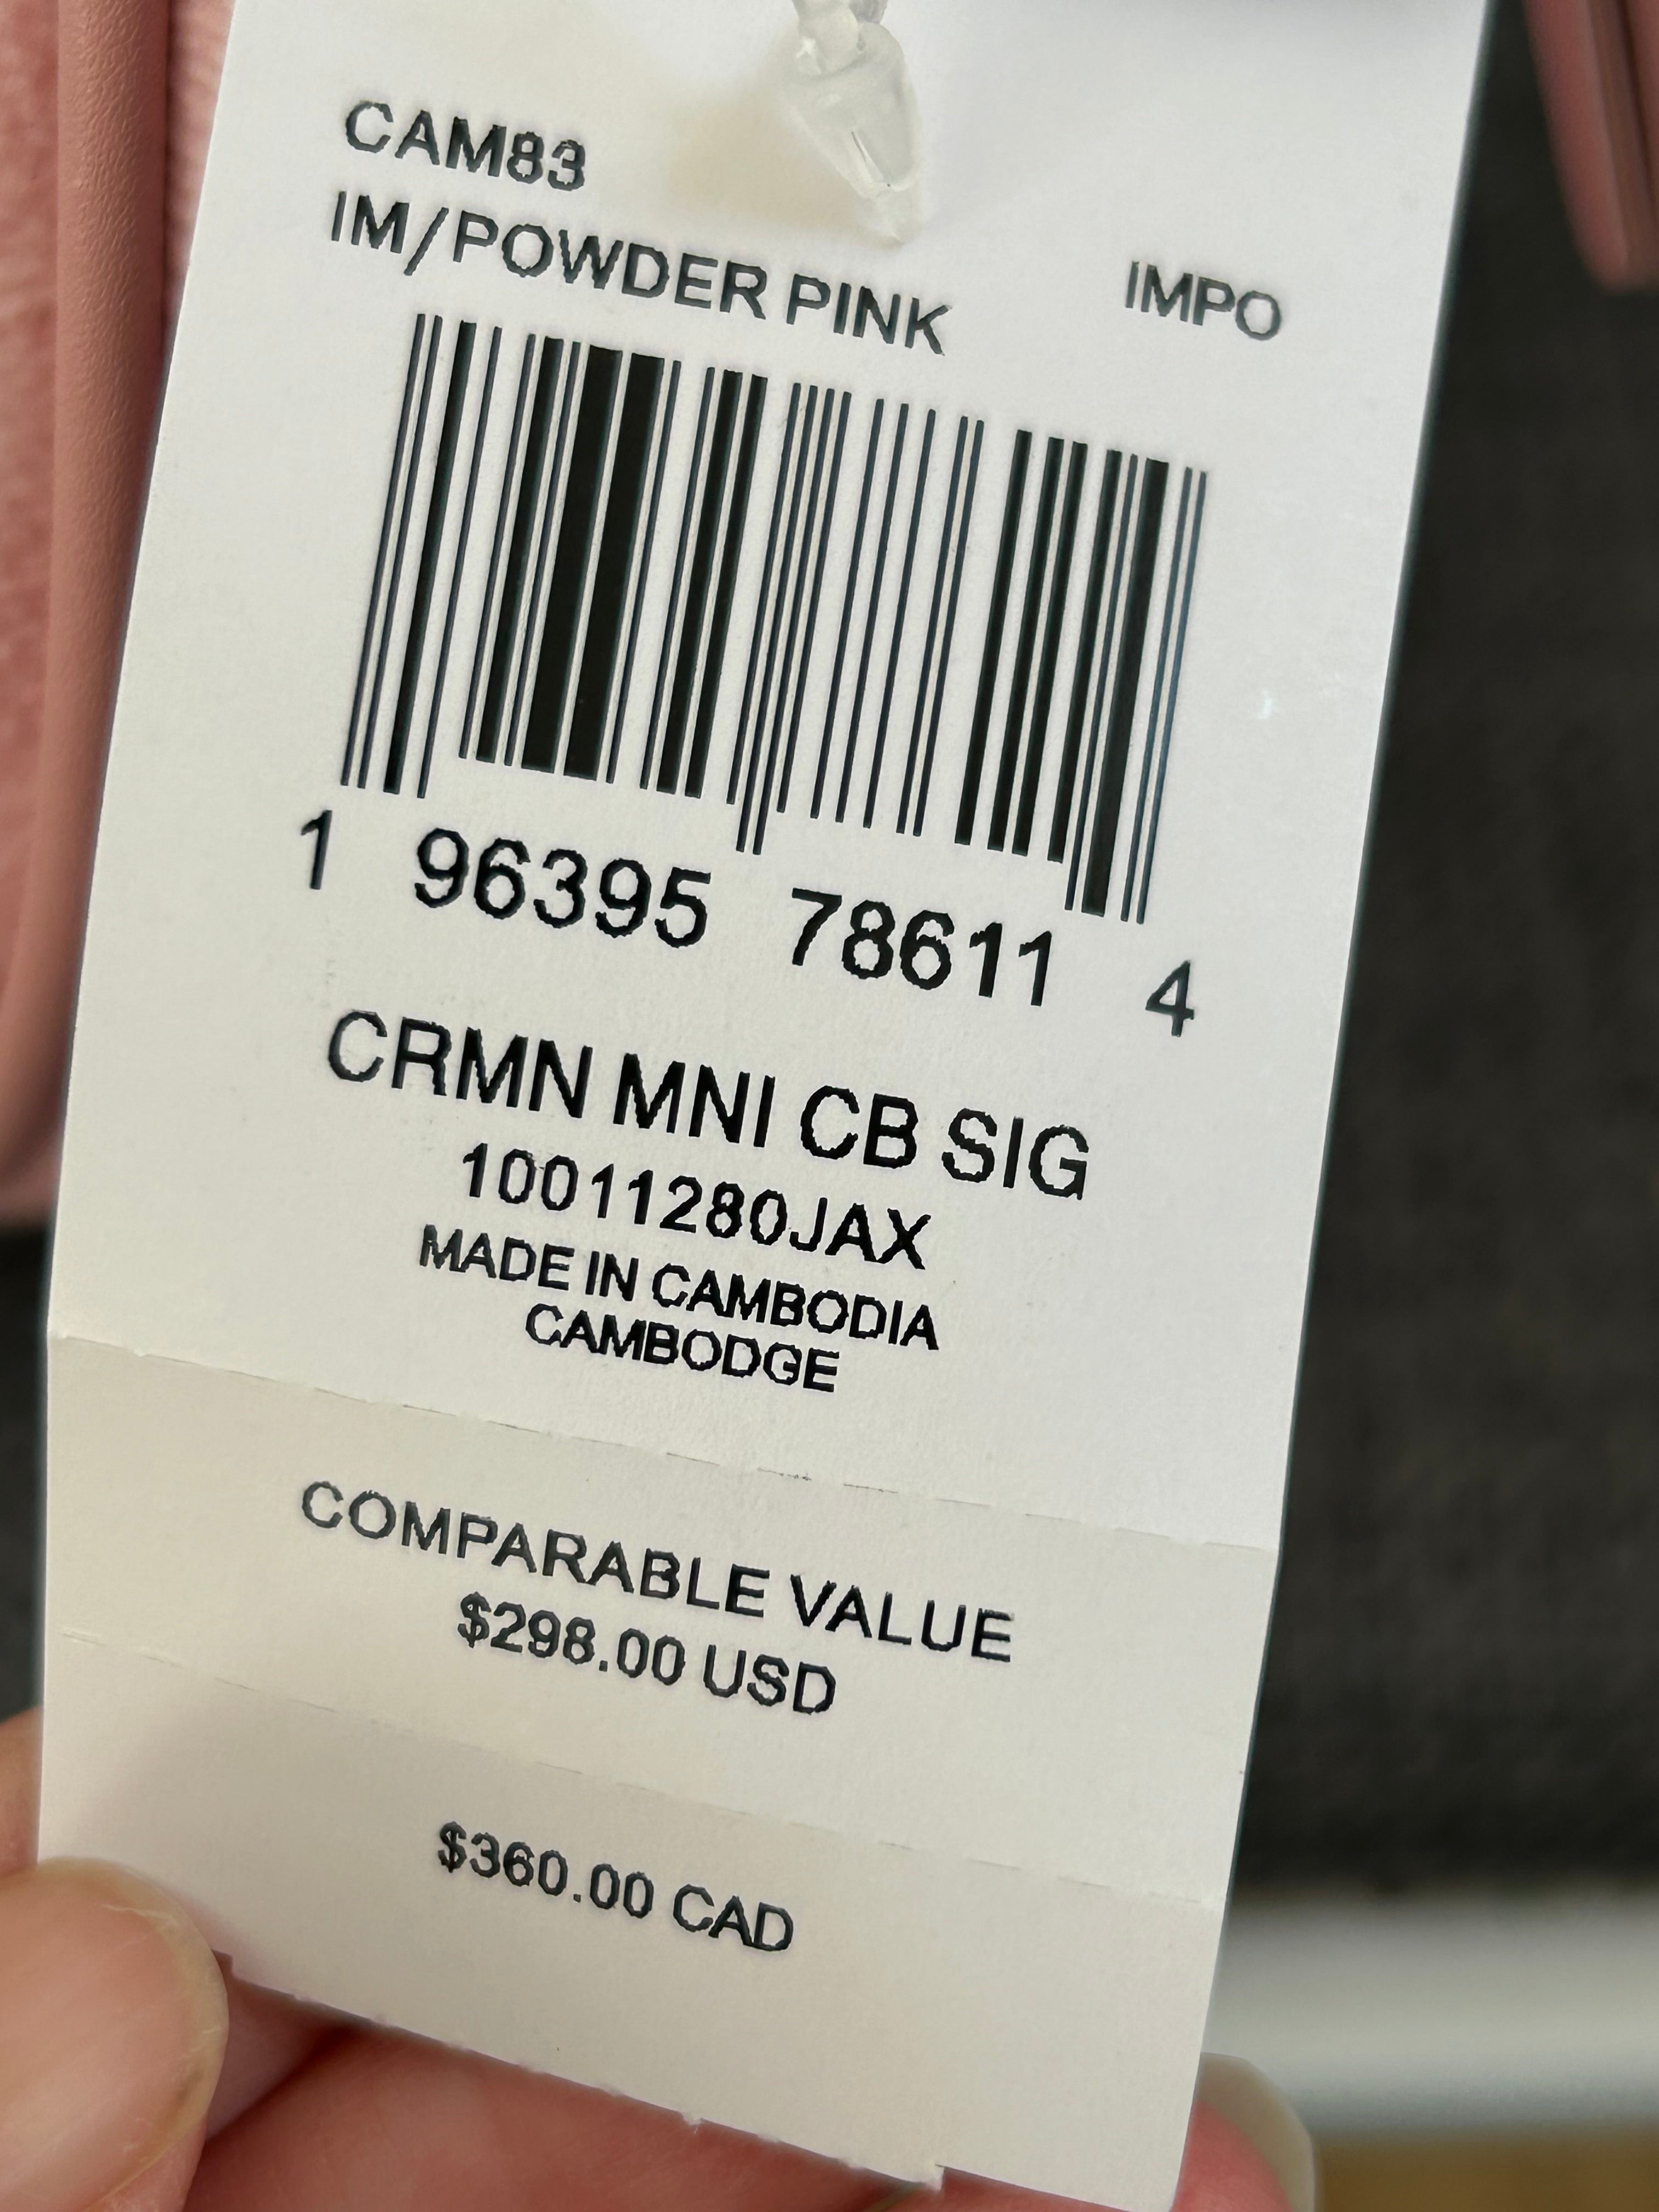 CAM83
IM/POWDER PINK IMPO
1 96395 78611 4
CRMN MNI CB SIG
10011280JAX
MADE IN CAMBODIA
CAMBODGE
COMPARABLE VALUE
$298.00 USD
$360.00 CAD